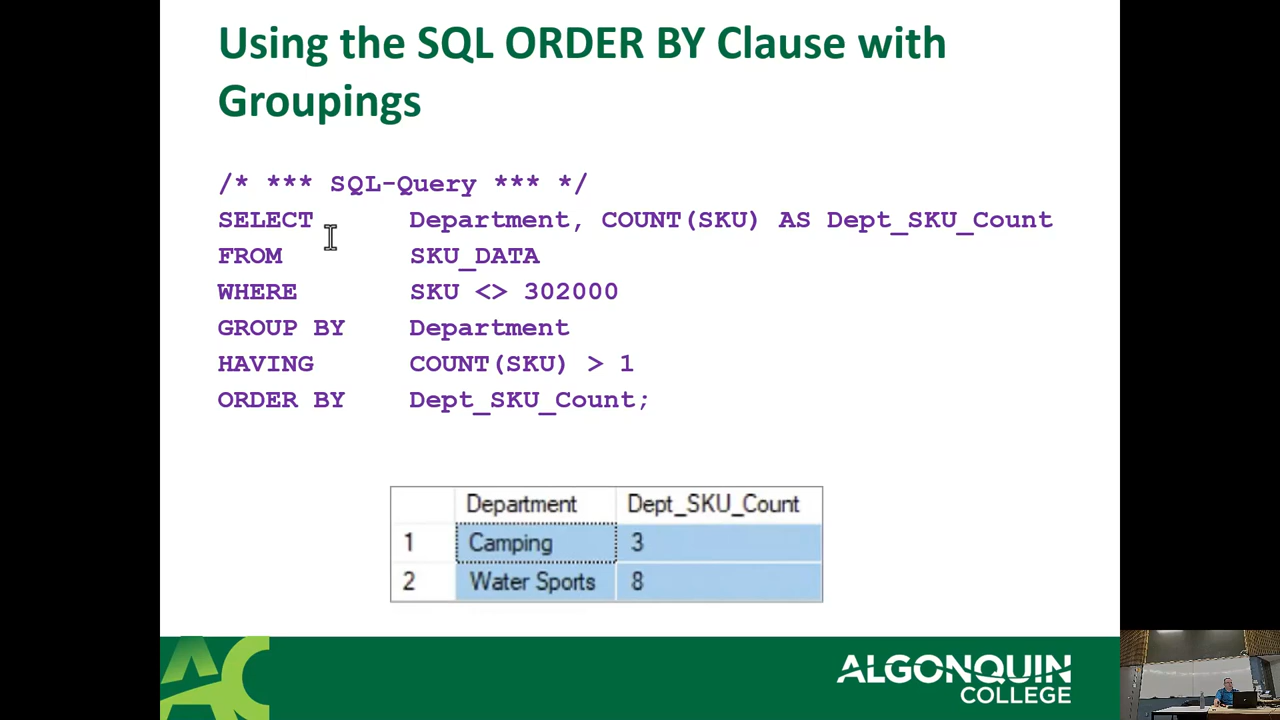 Using the SQL ORDER BY Clause with
Groupings
/* *** SQL-Query *** */
SELECT Department, COUNT(SKU) AS Dept_SKU_Count
FROM SKU_DATA
WHERE SKU <> 302000
GROUP BY Department
HAVING COUNT(SKU) > 1
ORDER BY Dept_SKU_Count;
Department Dept_SKU_Count
1 Camping 3
2 Water Sports 8
AC
ALGONQUIN
COLLEGE